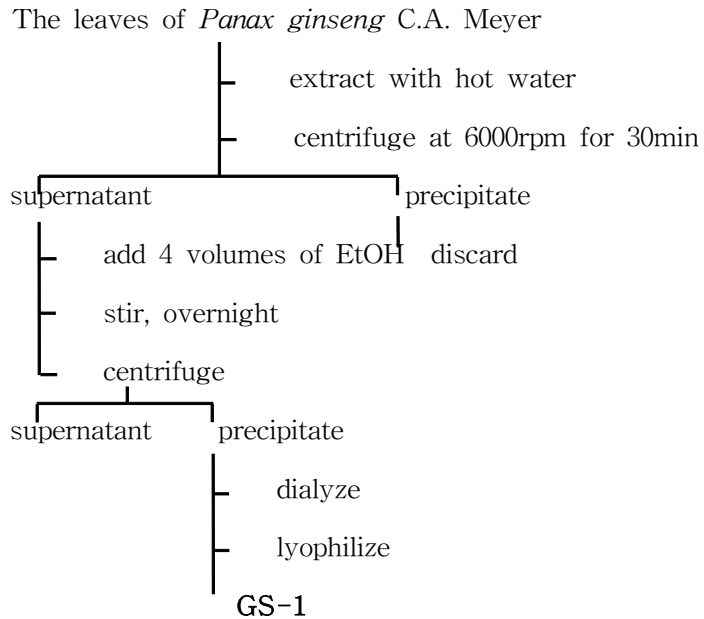 The leaves of Panax ginseng C.A. Meyer
extract with hot water
centrifuge at 6000rpm for 30min
supernatant precipitate
add 4 volumes of EtOH discard
stir, overnight
centrifuge
supernatant precipitate
dialyze
lyophilize
GS-1